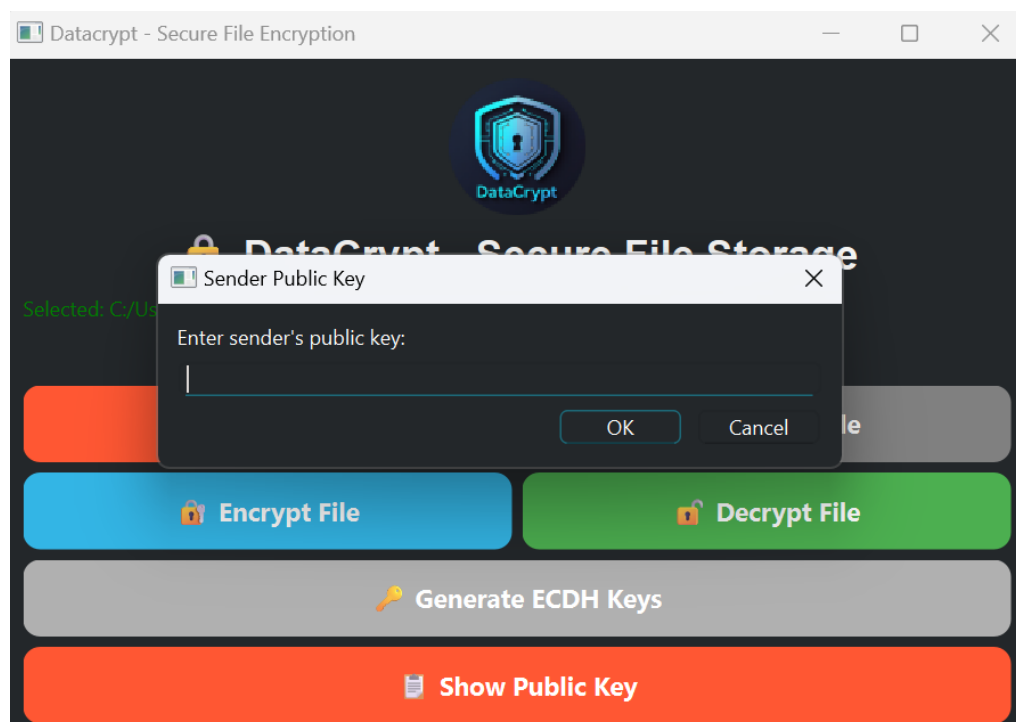 Datacrypt - Secure File Encryption
DataCrypt
DataCrypt - Secure File Storage
Sender Public Key
Selected: C:/Us
Enter sender's public key:
OK
Cancel
le
Encrypt File
Decrypt File
Generate ECDH Keys
Show Public Key